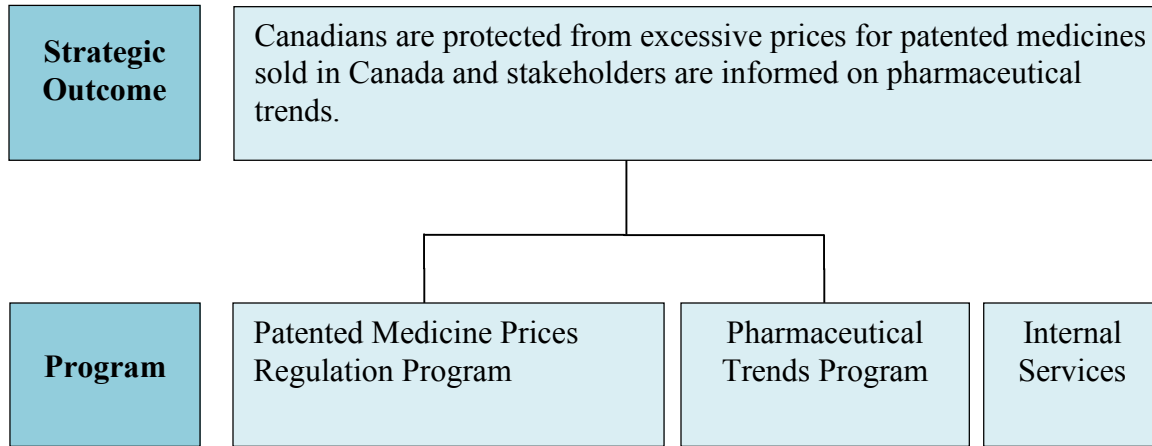 Strategic
Outcome
Canadians are protected from excessive prices for patented medicines
sold in Canada and stakeholders are informed on pharmaceutical
trends.
Program
Patented Medicine Prices
Regulation Program
Pharmaceutical
Trends Program
Internal
Services